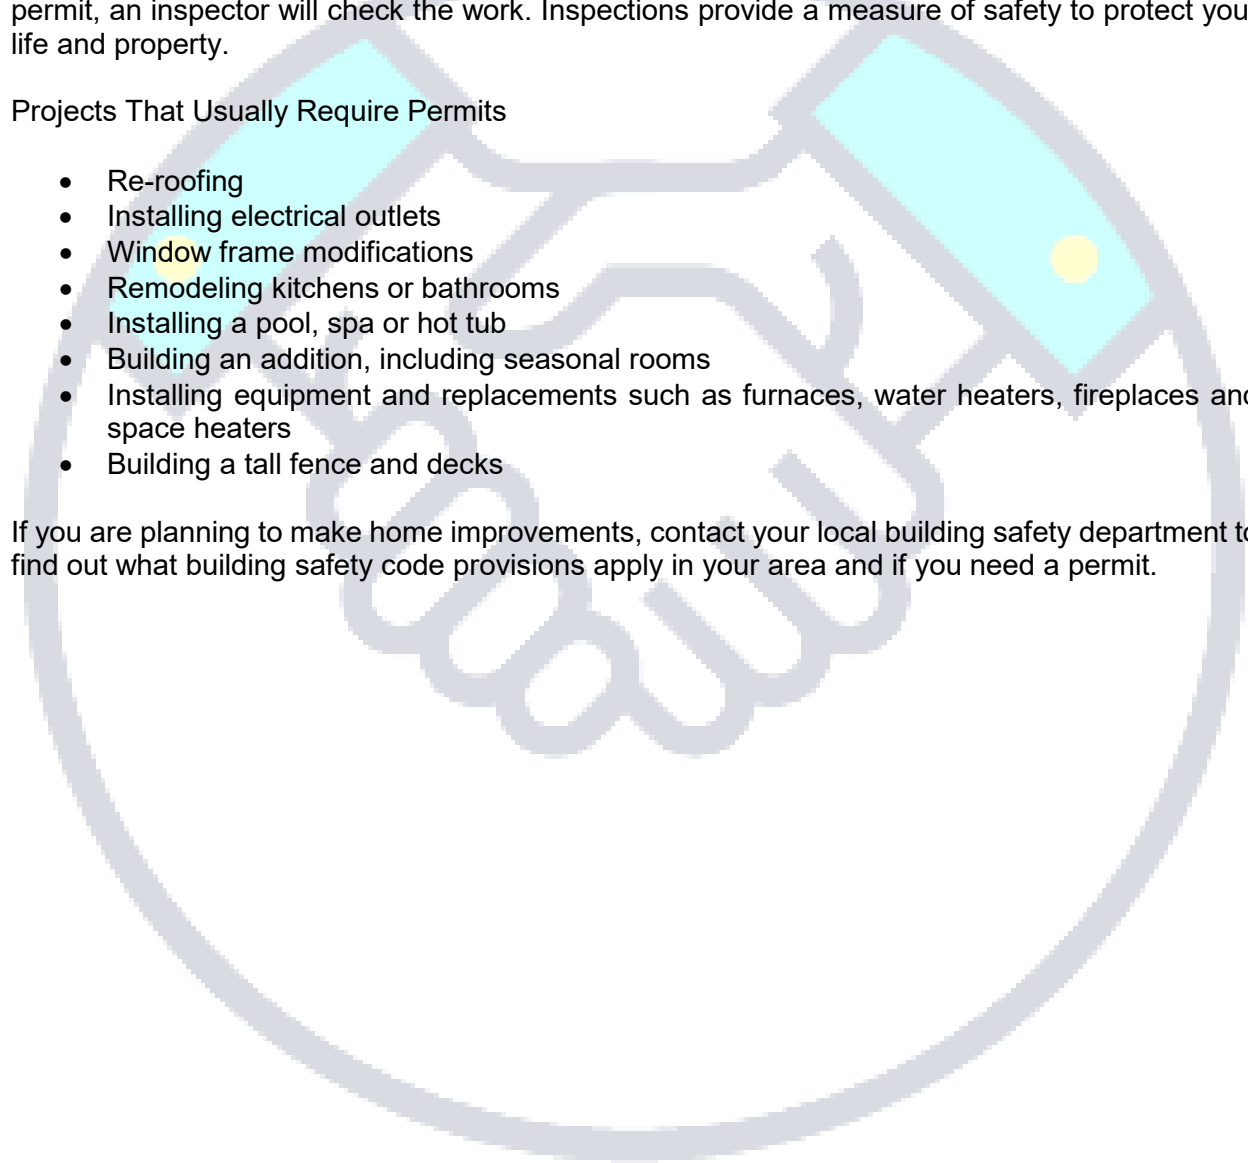 permit, an inspector will check the work. Inspections provide a measure of safety to protect you
life and property.
Projects That Usually Require Permits
• Re-roofing
• Installing electrical outlets
• Window frame modifications
• Remodeling kitchens or bathrooms
• Installing a pool, spa or hot tub
• Building an addition, including seasonal rooms
• Installing equipment and replacements such as furnaces, water heaters, fireplaces and
space heaters
• Building a tall fence and decks
If you are planning to make home improvements, contact your local building safety department to
find out what building safety code provisions apply in your area and if you need a permit.